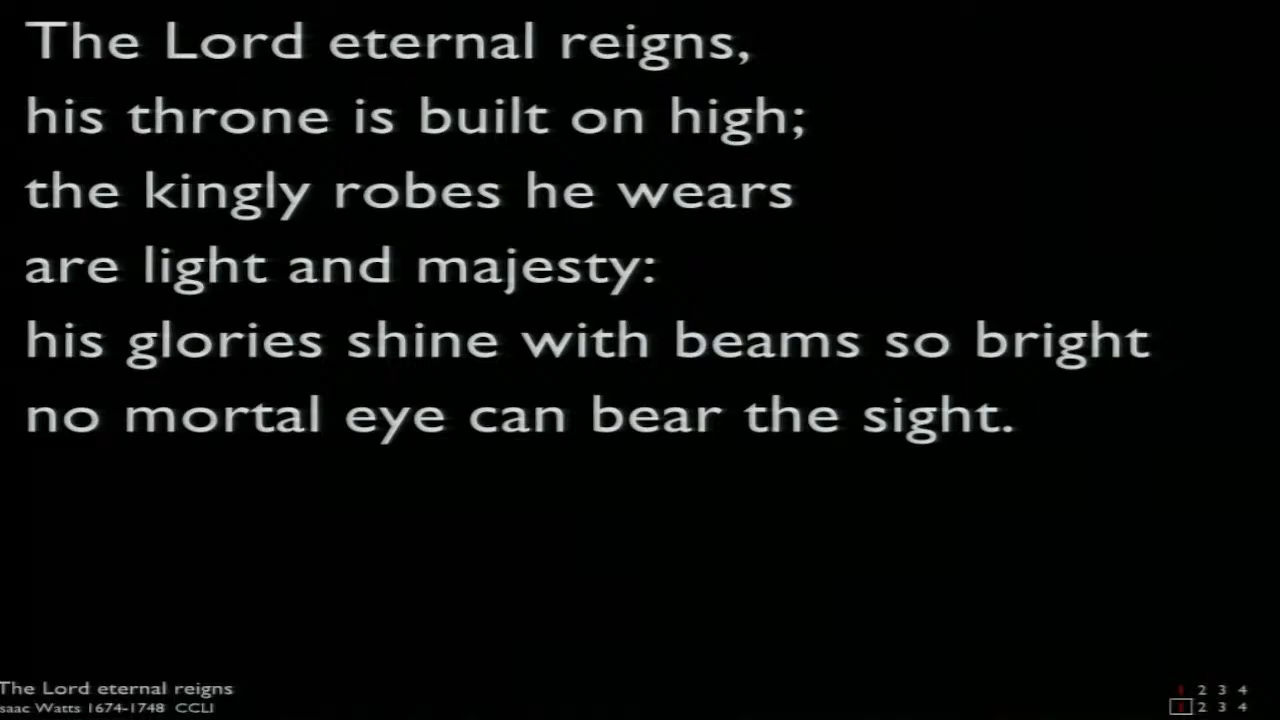 The Lord eternal reigns,
his throne is built on high;
the kingly robes he wears
are light and majesty:
his glories shine with beams so bright
no mortal eye can bear the sight.
The Lord eternal reigns
saac Watts 1674-1748 CCLI
1 2 3 4
1 2 3 4